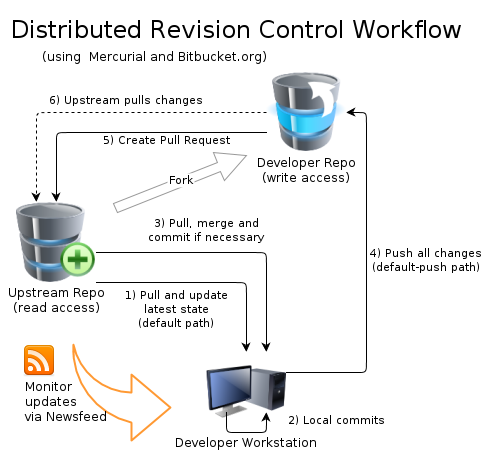 Distributed Revision Control Workflow
(using  Mercurial and Bitbucket.org)
6) Upstream pulls changes
5) Create Pull Request
Developer Repo
(write access)
Fork
3) Pull, merge and
commit if necessary
4) Push all changes
(default-push path)
Upstream Repo
(read access)
1) Pull and update
latest state
(default path)
Monitor
updates
via Newsfeed
2) Local commits
Developer Workstation